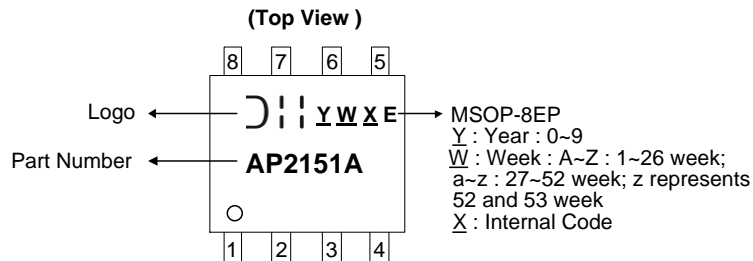 (Top View )
8 7 6 5
Logo
Y W X E
MSOP-8EP
Y : Year : 0~9
W : Week : A~Z : 1~26 week;
a~z : 27~52 week; z represents
52 and 53 week
X : Internal Code
Part Number
AP2151A
1 2 3 4